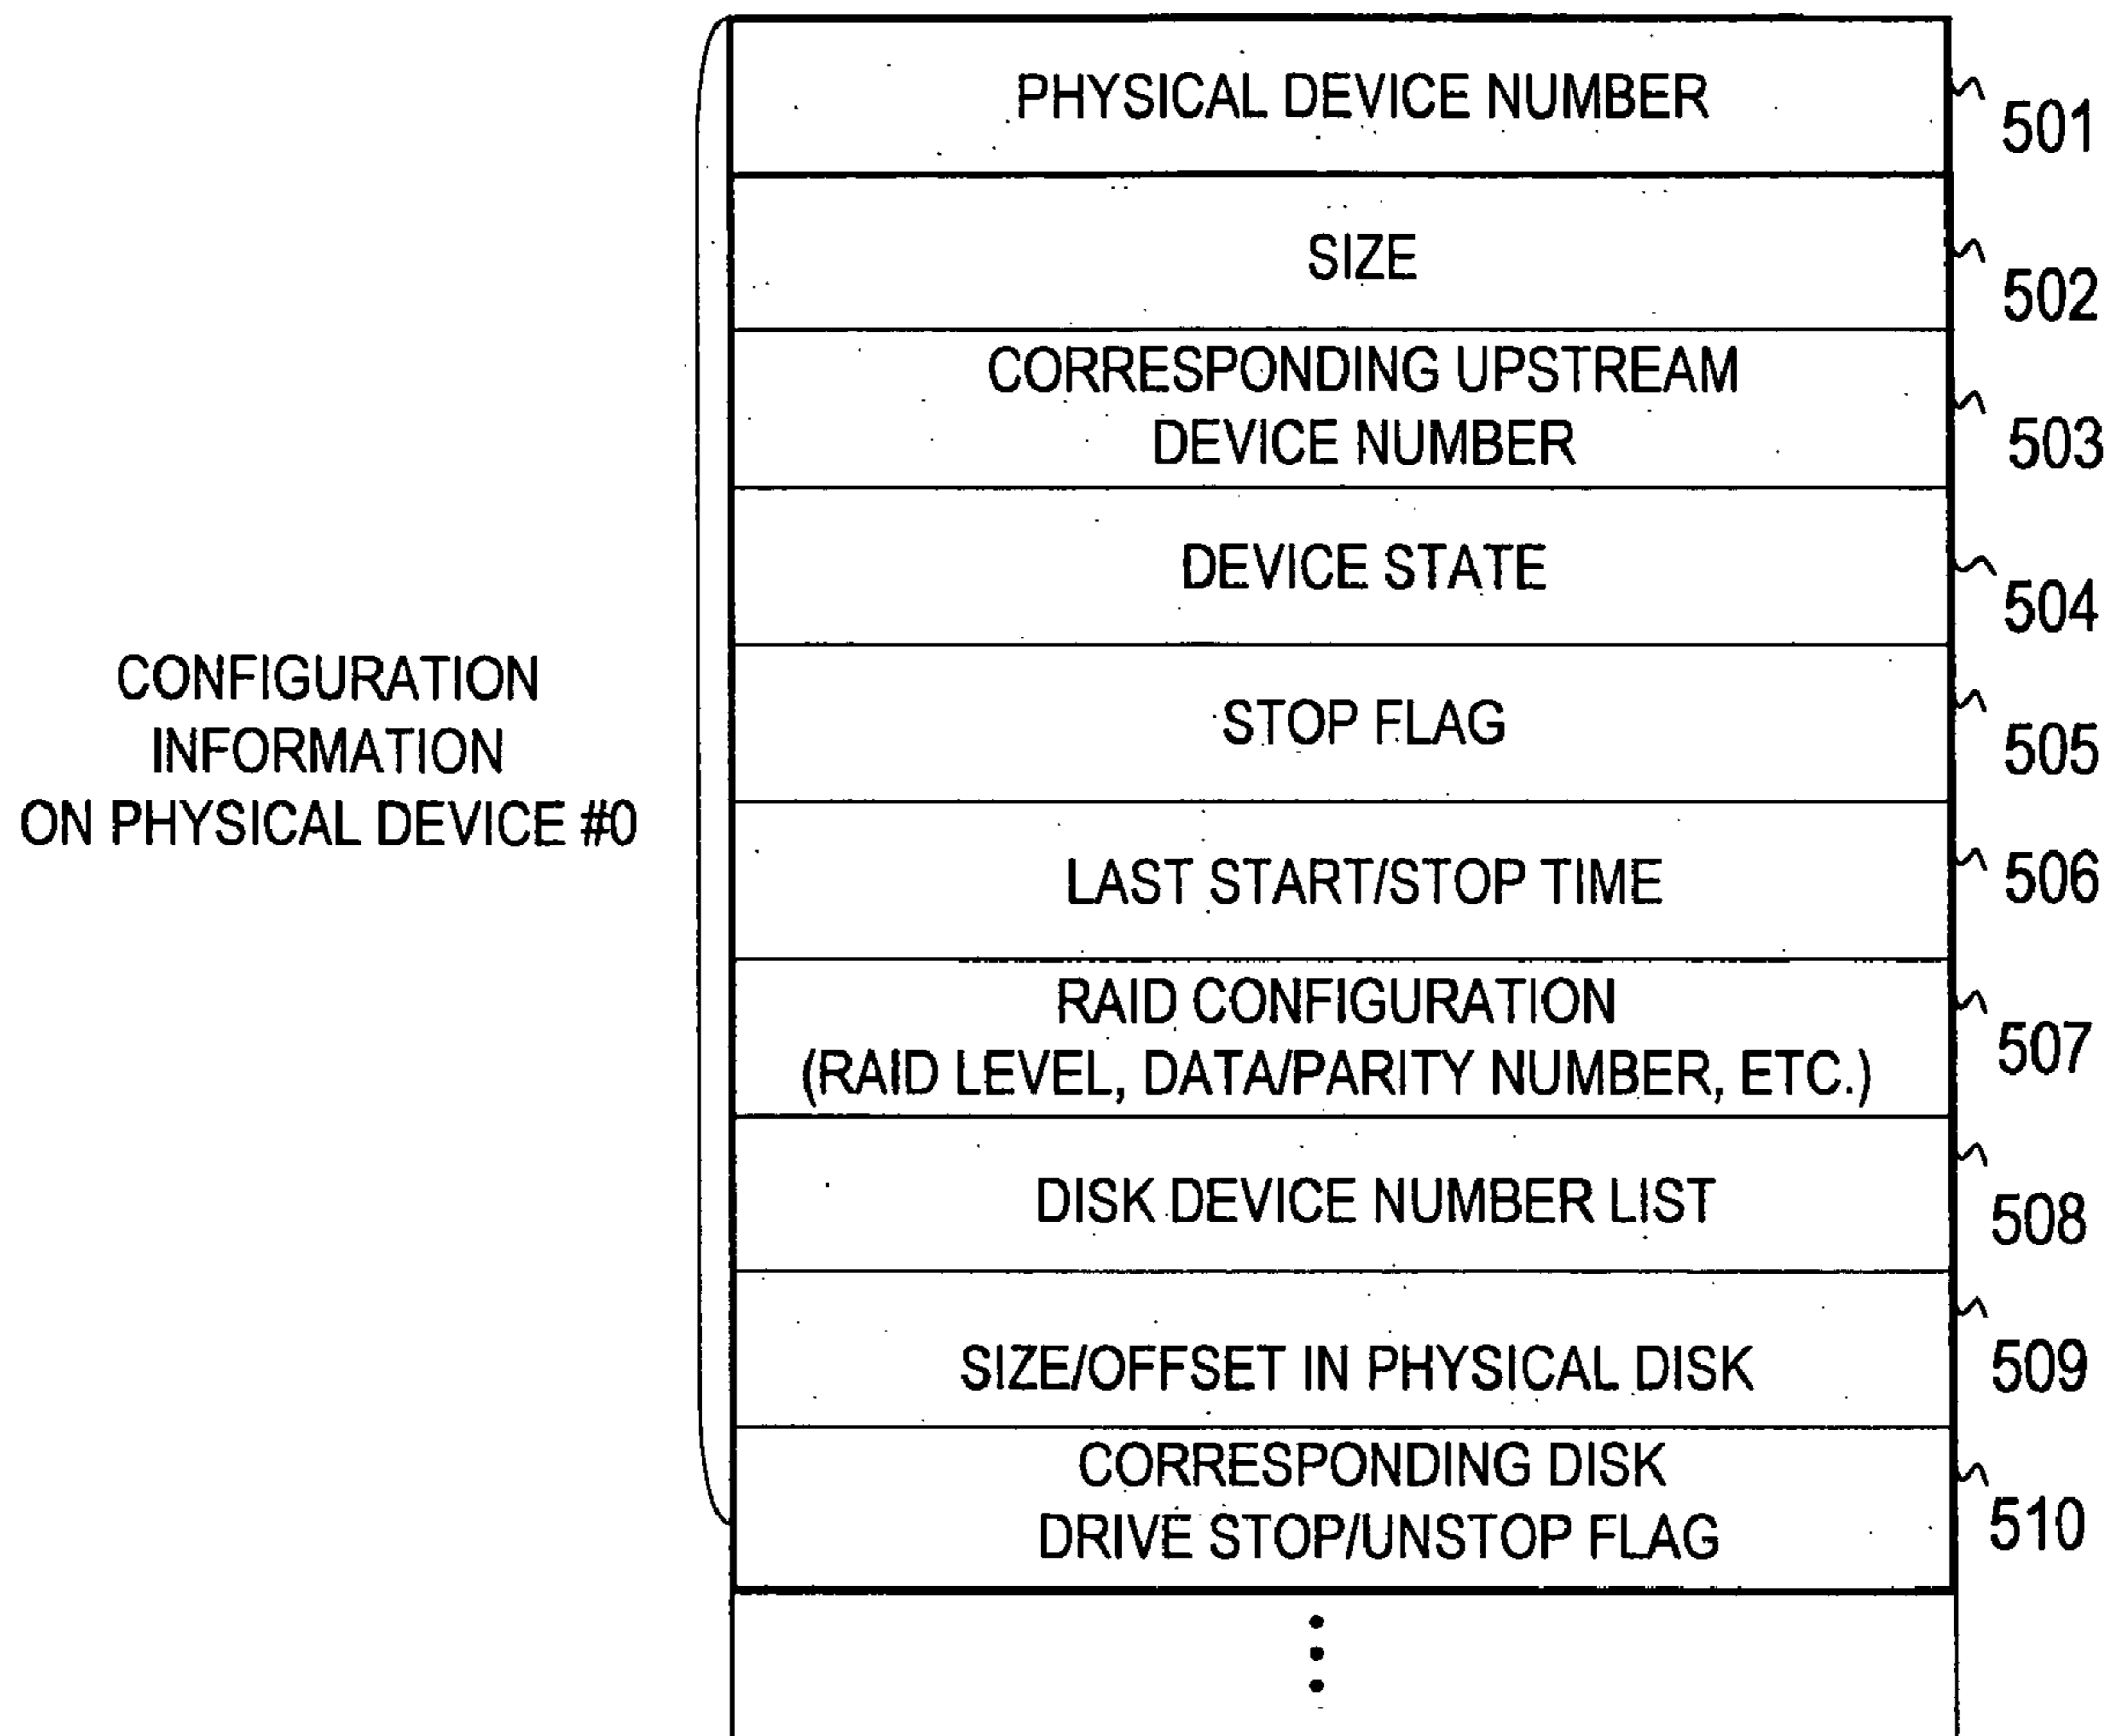 PHYSICAL DEVICE NUMBER
501
SIZE
502
CORRESPONDING UPSTREAM
DEVICE NUMBER
503
DEVICE STATE
504
STOP FLAG
505
CONFIGURATION
INFORMATION
ON PHYSICAL DEVICE #0
LAST START/STOP TIME
506
RAID CONFIGURATION
(RAID LEVEL, DATA/PARITY NUMBER, ETC.)
507
DISK DEVICE NUMBER LIST
508
SIZE/OFFSET IN PHYSICAL DISK
509
CORRESPONDING DISK
DRIVE STOP/UNSTOP FLAG
510